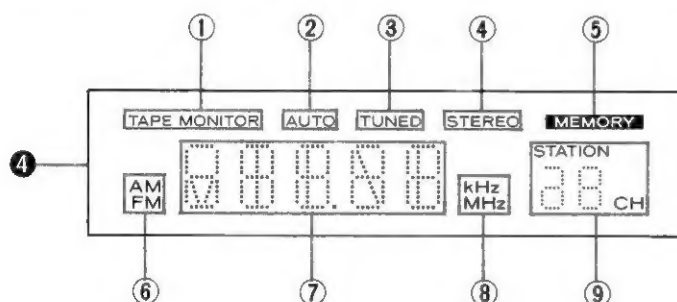 ① ② ③ ④ ⑤
TAPE MONITOR AUTO TUNED STEREO MEMORY
❹
STATION
AM
FM
kHz
MHz
CH
⑥ ⑦ ⑧ ⑨